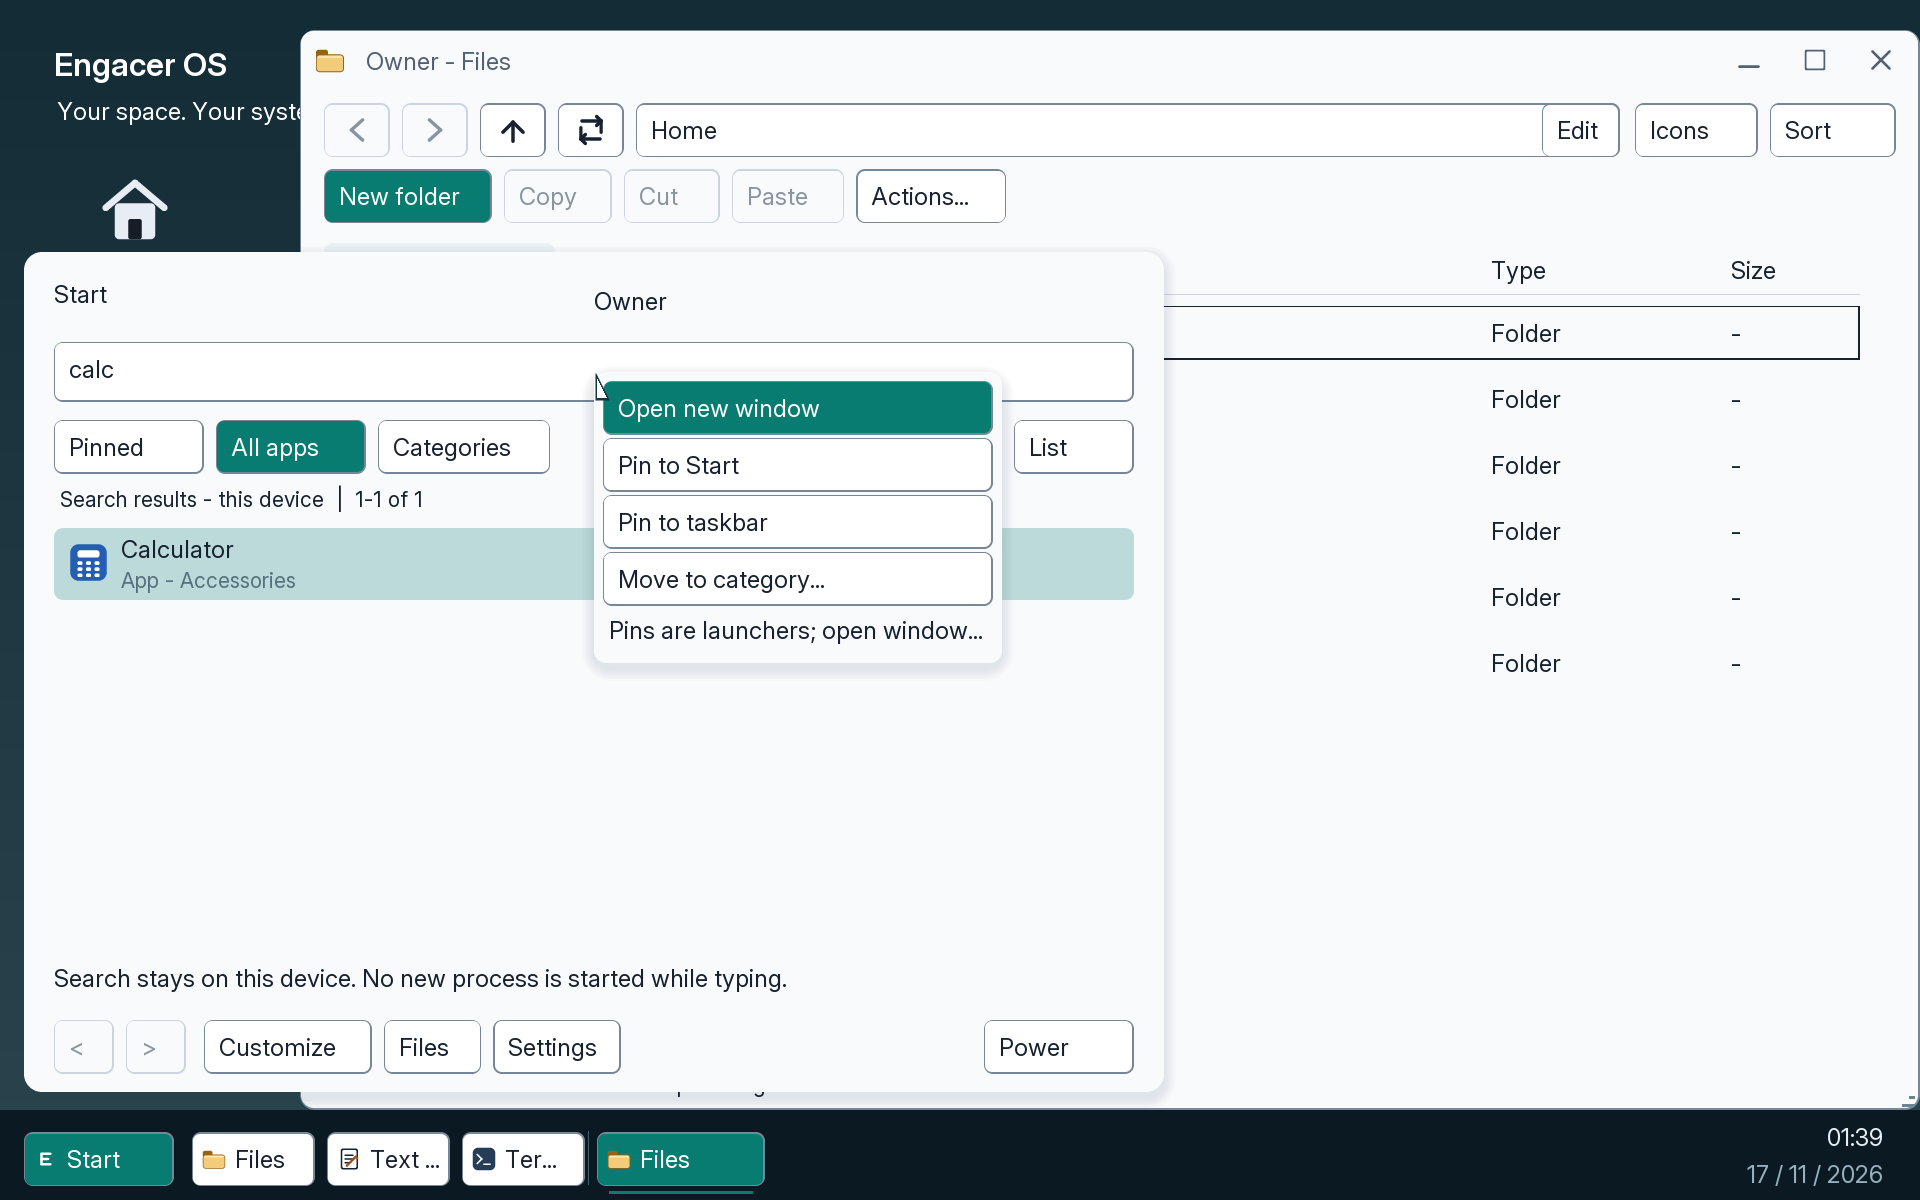 Engacer OS
Your space. Your syste
Owner - Files
Home
Edit
Icons
Sort
New folder
Copy
Cut
Paste
Actions...
Type
Size
Folder
-
Folder
-
Folder
-
Folder
-
Folder
-
Folder
-
Start
Owner
calc
Pinned
All apps
Categories
List
Search results - this device | 1-1 of 1
Calculator
App - Accessories
Open new window
Pin to Start
Pin to taskbar
Move to category...
Pins are launchers; open window...
Search stays on this device. No new process is started while typing.
<
>
Customize
Files
Settings
Power
E Start
Files
Text ...
Ter...
Files
01:39
17 / 11 / 2026